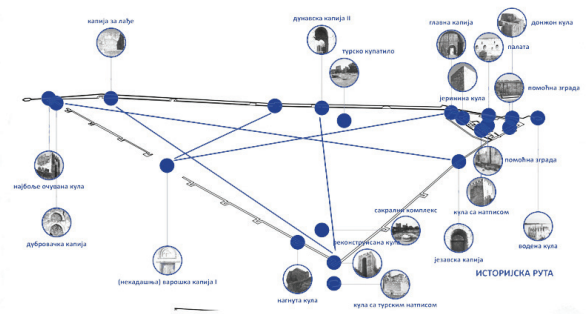 капија за лађе
дунавска капија II
главна капија
донжон кула
турско купатило
палата
јеринина кула
помоћна зграда
помоћна зграда
најбоље очувана кула
сакрални комплекс
кула са натписом
дубровачка капија
реконструисана кула
језавска капија
водена кула
ИСТОРИЈСКА РУТА
(некадашња) варошка капија I
нагнута кула
кула са турским натписом